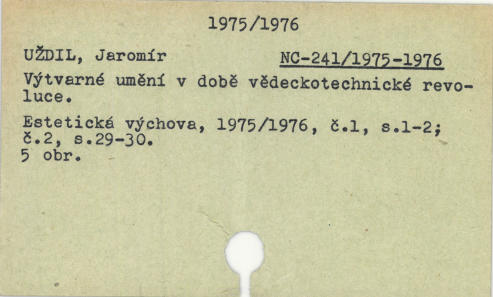 1975/1976
UŽDIL, Jaromír NC-241/1975-1976
Výtvarné umění v době vědeckotechnické revo-
luce.
Estetická výchova, 1975/1976, č.1, s.1-2;
č.2, s.29-30.
5 obr.